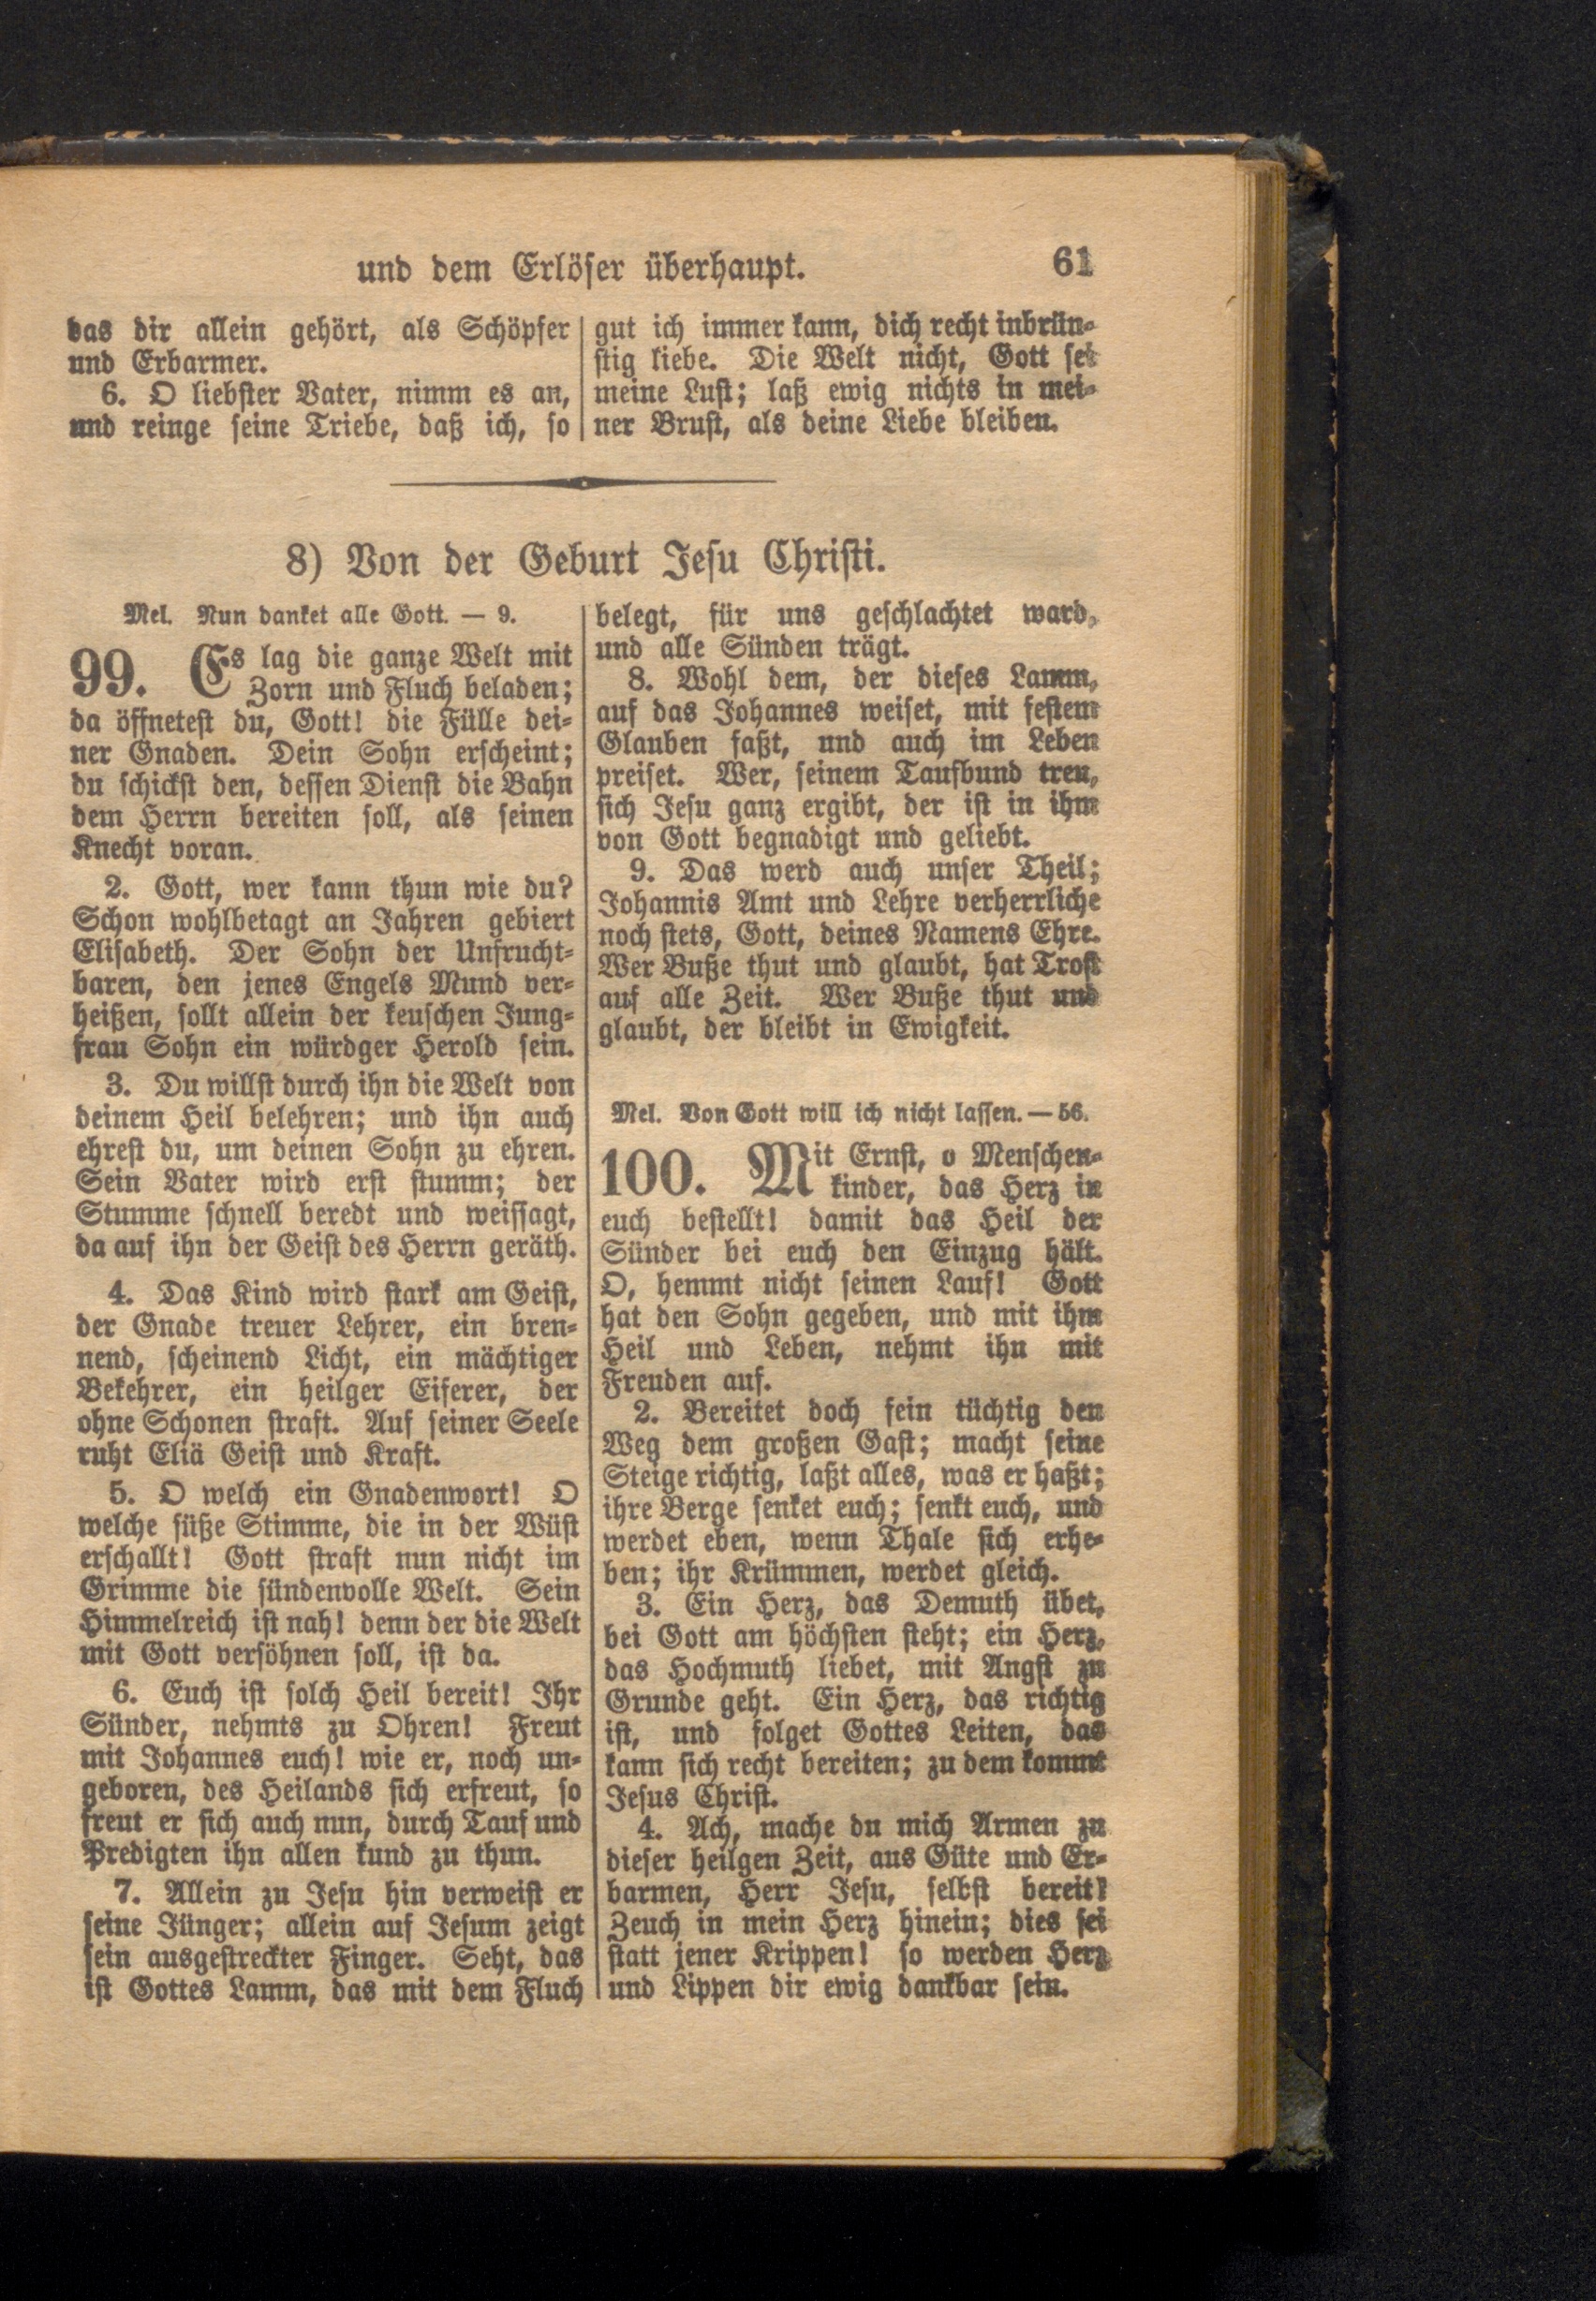 und dem Erlöser überhaupt.
61
das dir allein gehört, als Schöpfer
und Erbarmer.
6. O liebster Vater, nimm es an,
und reinge seine Triebe, daß ich, so
gut ich immer kann, dich recht inbrün-
stig liebe. Die Welt nicht, Gott sei
meine Lust; laß ewig nichts in mei-
ner Brust, als deine Liebe bleiben.
8) Von der Geburt Jesu Christi.
Mel. Nun danket alle Gott. — 9.
99. Es lag die ganze Welt mit
Zorn und Fluch beladen;
da öffnetest du, Gott! die Fülle dei-
ner Gnaden. Dein Sohn erscheint;
du schickst den, dessen Dienst die Bahn
dem Herrn bereiten soll, als seinen
Knecht voran.
2. Gott, wer kann thun wie du?
Schon wohlbetagt an Jahren gebiert
Elisabeth. Der Sohn der Unfrucht-
baren, den jenes Engels Mund ver-
heißen, sollt allein der keuschen Jung-
frau Sohn ein würdger Herold sein.
3. Du willst durch ihn die Welt von
deinem Heil belehren; und ihn auch
ehrest du, um deinen Sohn zu ehren.
Sein Vater wird erst stumm; der
Stumme schnell beredt und weissagt,
da auf ihn der Geist des Herrn geräth.
4. Das Kind wird stark am Geist,
der Gnade treuer Lehrer, ein bren-
nend, scheinend Licht, ein mächtiger
Bekehrer, ein heilger Eiferer, der
ohne Schonen straft. Auf seiner Seele
ruht Eliä Geist und Kraft.
5. O welch ein Gnadenwort! O
welche süße Stimme, die in der Wüst
erschallt! Gott straft nun nicht im
Grimme die sündenvolle Welt. Sein
Himmelreich ist nah! denn der die Welt
mit Gott versöhnen soll, ist da.
6. Euch ist solch Heil bereit! Ihr
Sünder, nehmts zu Ohren! Freut
mit Johannes euch! wie er, noch un-
geboren, des Heilands sich erfreut, so
freut er sich auch nun, durch Tauf und
Predigten ihn allen kund zu thun.
7. Allein zu Jesu hin verweist er
seine Jünger; allein auf Jesum zeigt
sein ausgestreckter Finger. Seht, das
ist Gottes Lamm, das mit dem Fluch
belegt, für uns geschlachtet ward,
und alle Sünden trägt.
8. Wohl dem, der dieses Lamm,
auf das Johannes weiset, mit festem
Glauben faßt, und auch im Leben
preiset. Wer, seinem Taufbund treu,
sich Jesu ganz ergibt, der ist in ihm
von Gott begnadigt und geliebt.
9. Das werd auch unser Theil;
Johannis Amt und Lehre verherrliche
noch stets, Gott, deines Namens Ehre.
Wer Buße thut und glaubt, hat Trost
auf alle Zeit. Wer Buße thut und
glaubt, der bleibt in Ewigkeit.
Mel. Von Gott will ich nicht lassen. — 56.
100. Mit Ernst, o Menschen-
kinder, das Herz in
euch bestellt! damit das Heil der
Sünder bei euch den Einzug hält.
O, hemmt nicht seinen Lauf! Gott
hat den Sohn gegeben, und mit ihm
Heil und Leben, nehmt ihn mit
Freuden auf.
2. Bereitet doch fein tüchtig den
Weg dem großen Gast; macht seine
Steige richtig, laßt alles, was er haßt;
ihre Berge senket euch; senkt euch, und
werdet eben, wenn Thale sich erhe-
ben; ihr Krümmen, werdet gleich.
3. Ein Herz, das Demuth übet,
bei Gott am höchsten steht; ein Herz,
das Hochmuth liebet, mit Angst zu
Grunde geht. Ein Herz, das richtig
ist, und folget Gottes Leiten, das
kann sich recht bereiten; zu dem kommt
Jesus Christ.
4. Ach, mache du mich Armen zu
dieser heilgen Zeit, aus Güte und Er-
barmen, Herr Jesu, selbst bereit!
Zeuch in mein Herz hinein; dies sei
statt jener Krippen! so werden Herz
und Lippen dir ewig dankbar sein.